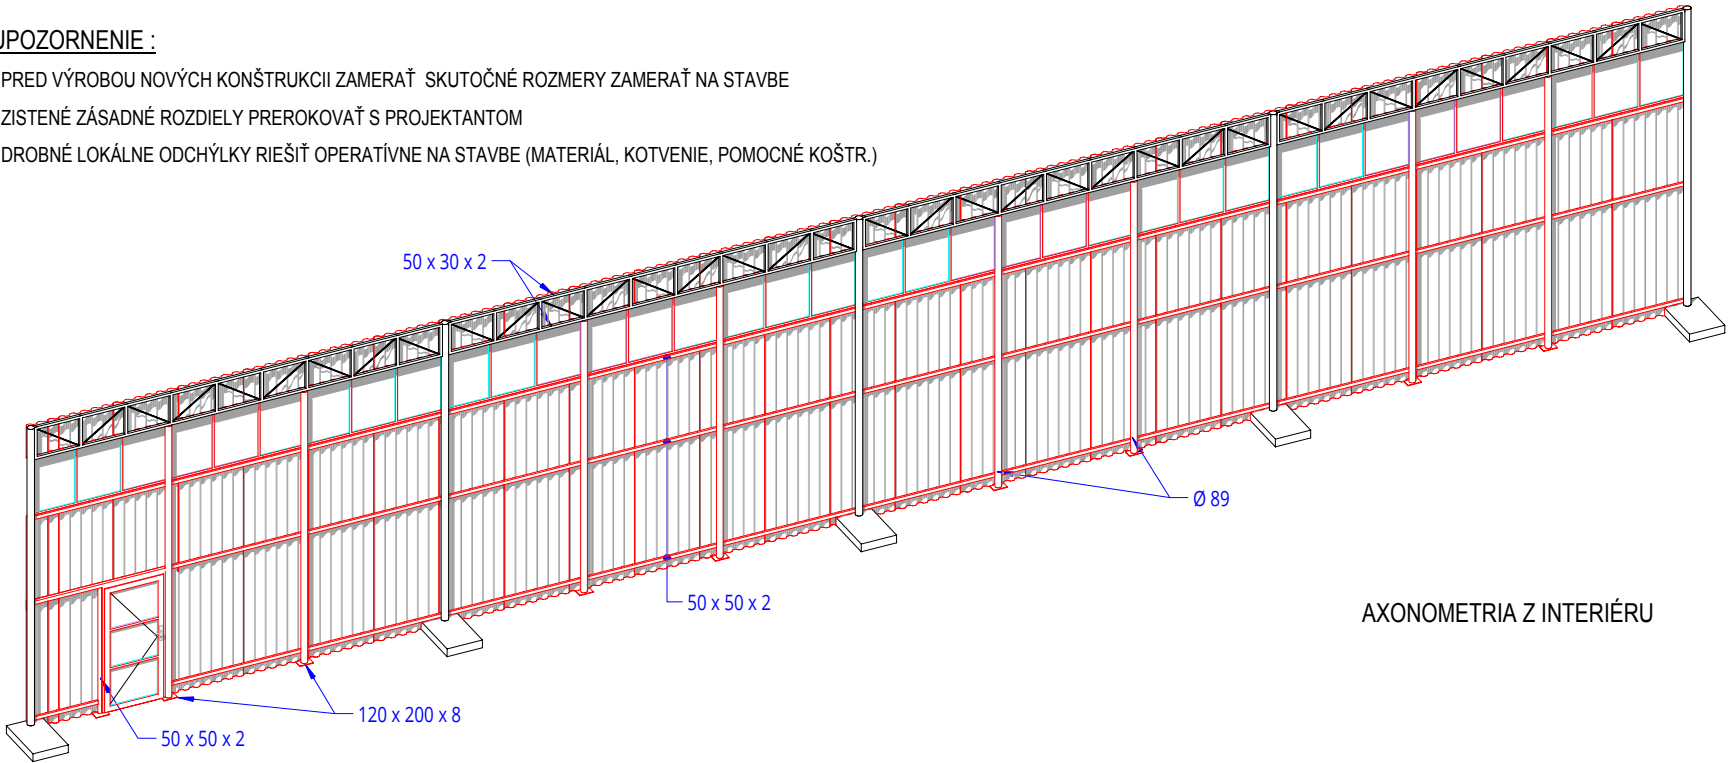 UPOZORNENIE :
PRED VÝROBOU NOVÝCH KONŠTRUKCII ZAMERAŤ SKUTOČNÉ ROZMERY ZAMERAŤ NA STAVBE
ZISTENÉ ZÁSADNÉ ROZDIELY PREROKOVAŤ S PROJEKTANTOM
DROBNÉ LOKÁLNE ODCHÝLKY RIEŠIŤ OPERATÍVNE NA STAVBE (MATERIÁL, KOTVENIE, POMOCNÉ KOŠTR.)
50 x 30 x 2
Ø 89
50 x 50 x 2
AXONOMETRIA Z INTERIÉRU
120 x 200 x 8
50 x 50 x 2